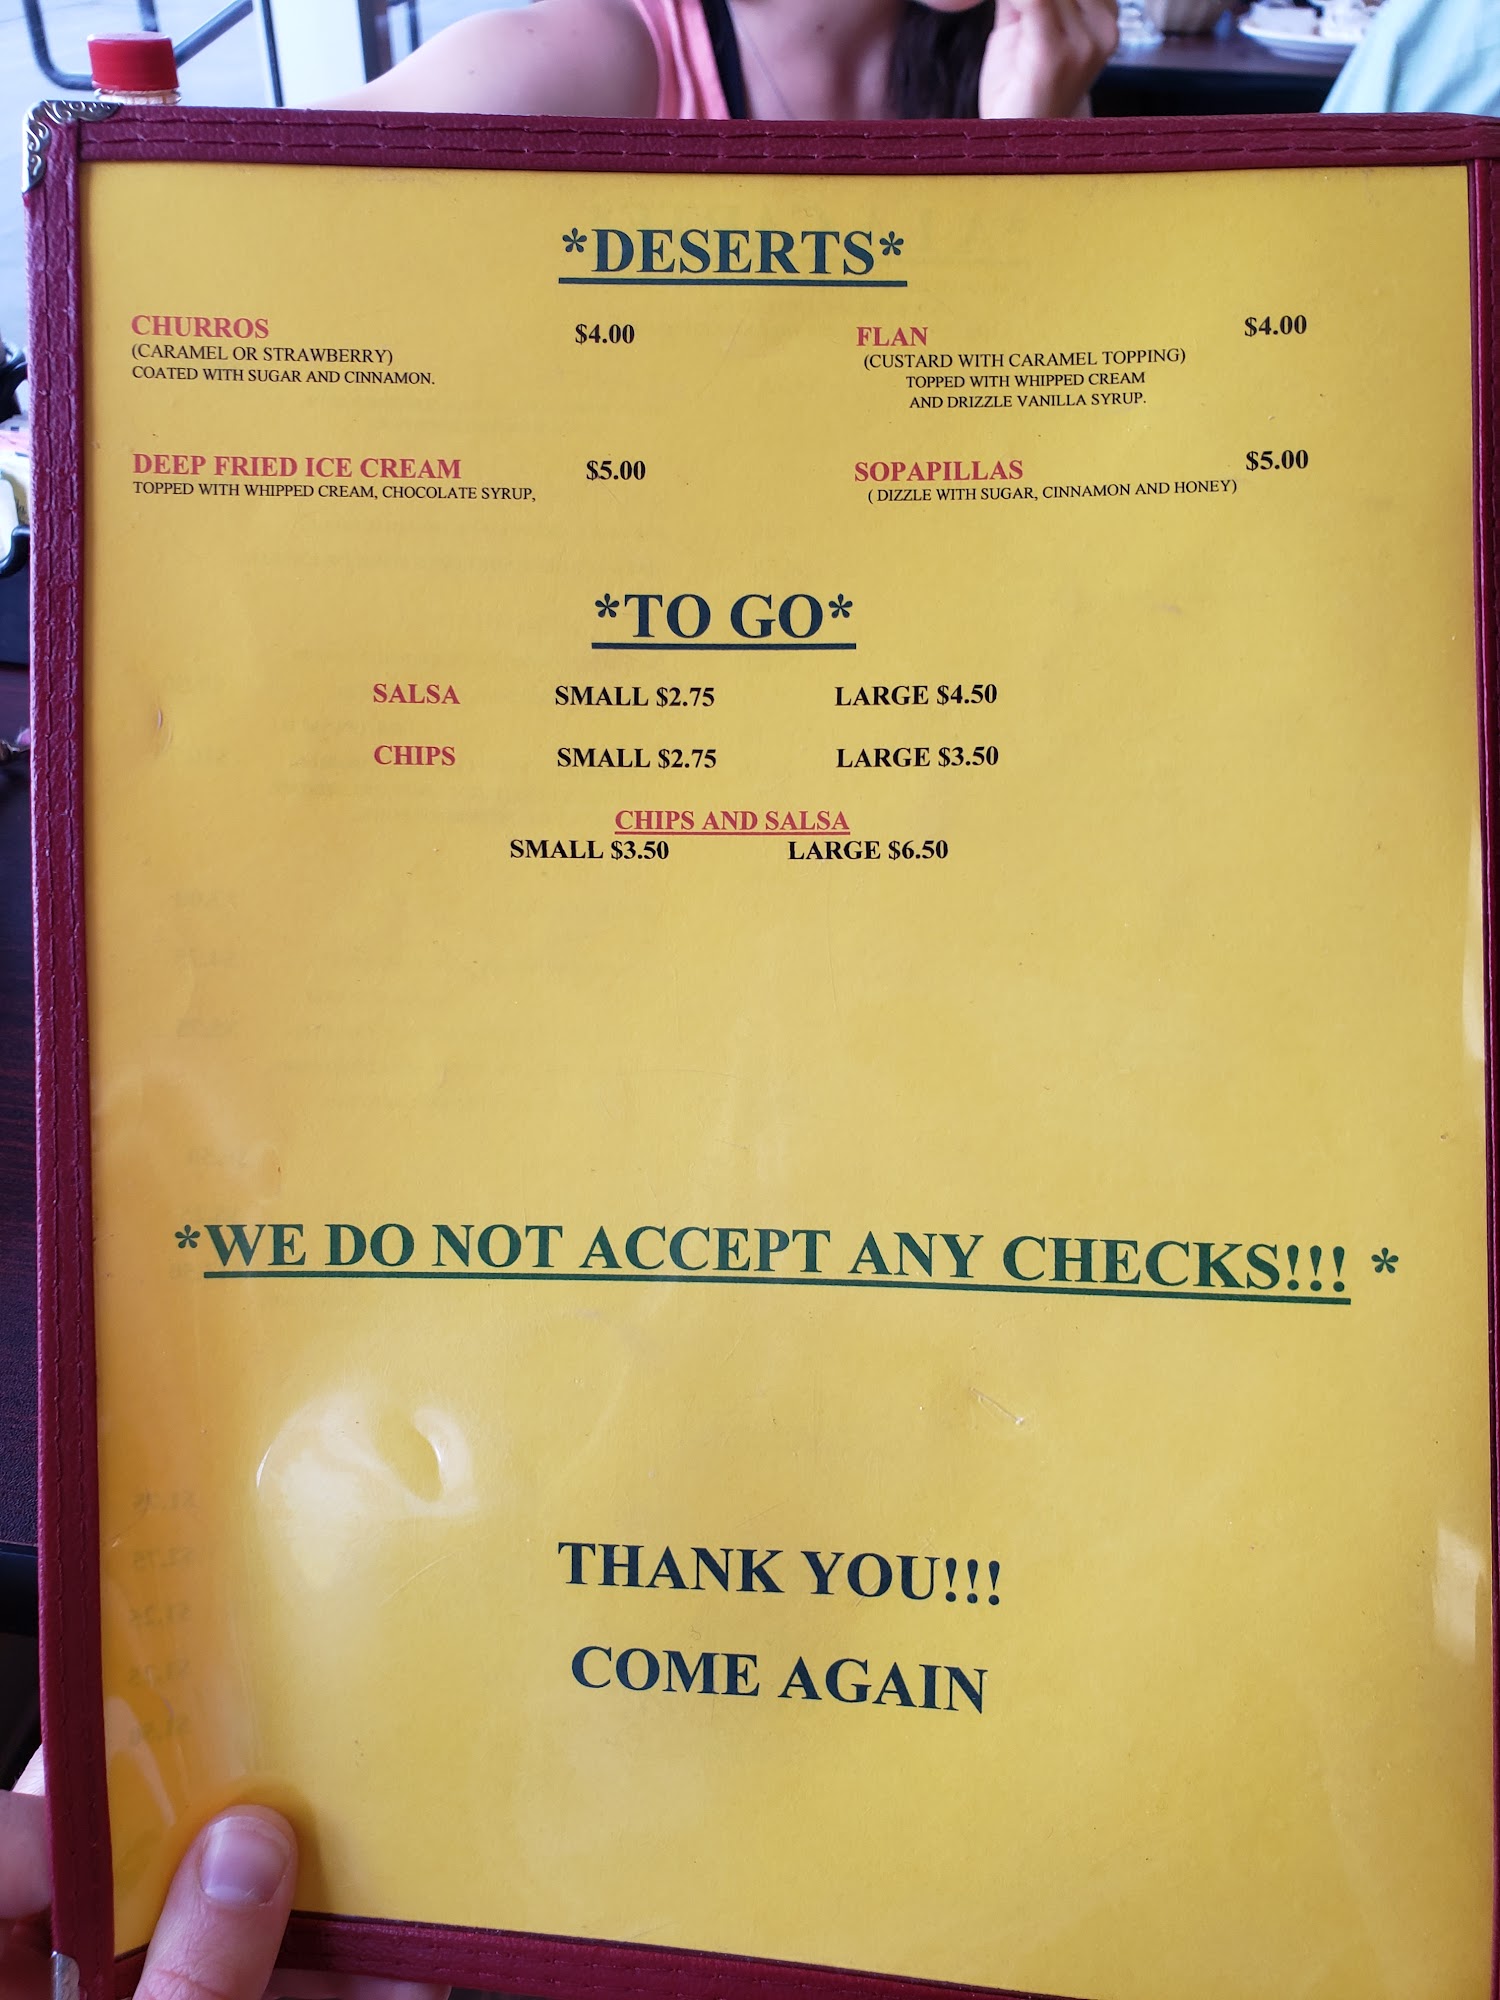 *DESERTS*
CHURROS $4.00
(CARAMEL OR STRAWBERRY)
COATED WITH SUGAR AND CINNAMON.
FLAN $4.00
(CUSTARD WITH CARAMEL TOPPING)
TOPPED WITH WHIPPED CREAM
AND DRIZZLE VANILLA SYRUP.
DEEP FRIED ICE CREAM $5.00
TOPPED WITH WHIPPED CREAM, CHOCOLATE SYRUP,
SOPAPILLAS $5.00
( DIZZLE WITH SUGAR, CINNAMON AND HONEY)
*TO GO*
SALSA SMALL $2.75 LARGE $4.50
CHIPS SMALL $2.75 LARGE $3.50
CHIPS AND SALSA
SMALL $3.50 LARGE $6.50
*WE DO NOT ACCEPT ANY CHECKS!!! *
THANK YOU!!!
COME AGAIN